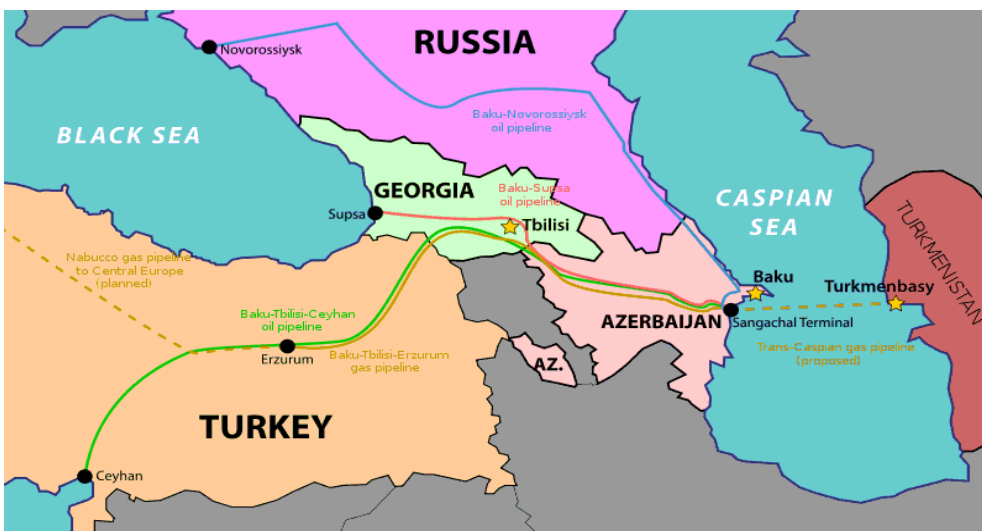 RUSSIA
Novorossiysk
Baku-Novorossiysk
oil pipeline
BLACK SEA
GEORGIA
Baku-Supsa
oil pipeline
Supsa
Tbilisi
CASPIAN
SEA
TURKMENISTAN
Nabucco gas pipeline
to Central Europe
(planned)
Baku
Turkmenbasy
Baku-Tbilisi-Ceyhan
oil pipeline
AZERBAIJAN
Sangachal Terminal
Erzurum
Baku-Tbilisi-Erzurum
gas pipeline
Trans-Caspian gas pipeline
(proposed)
AZ.
TURKEY
Ceyhan